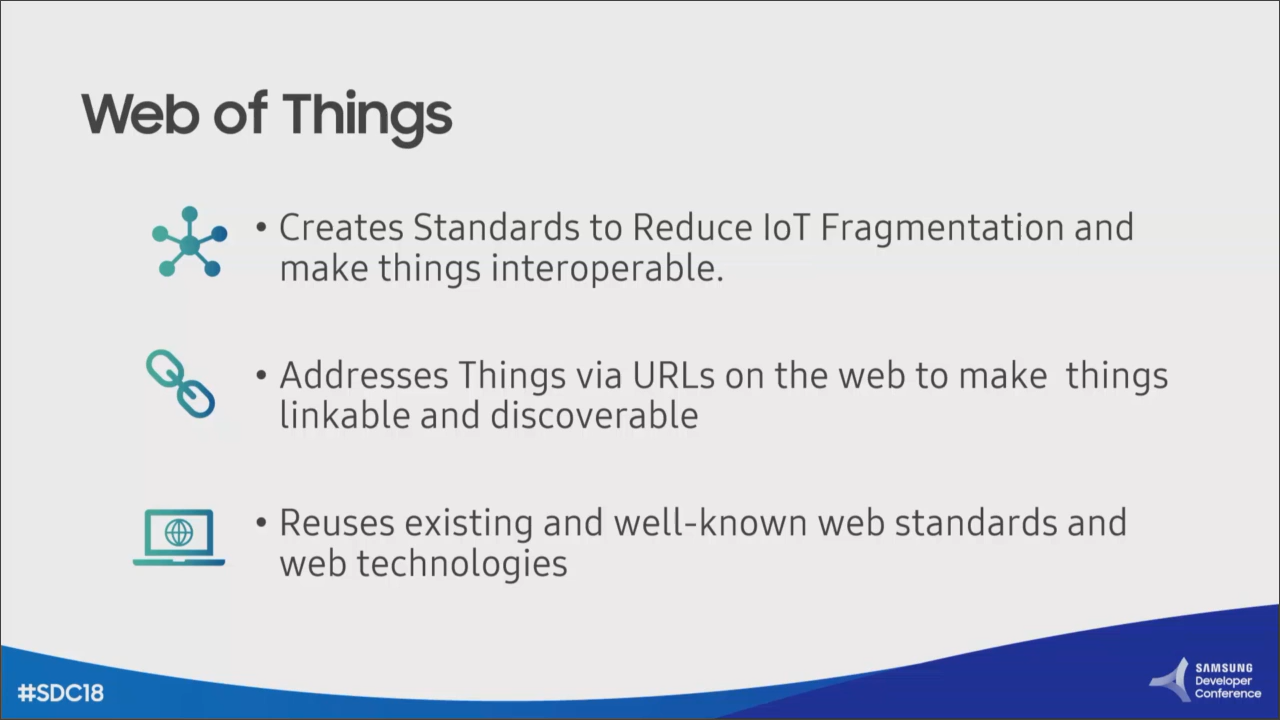 Web of Things
• Creates Standards to Reduce IoT Fragmentation and
make things interoperable.
• Addresses Things via URLs on the web to make  things
linkable and discoverable
• Reuses existing and well-known web standards and
web technologies
#SDC18
SAMSUNG
Developer
Conference